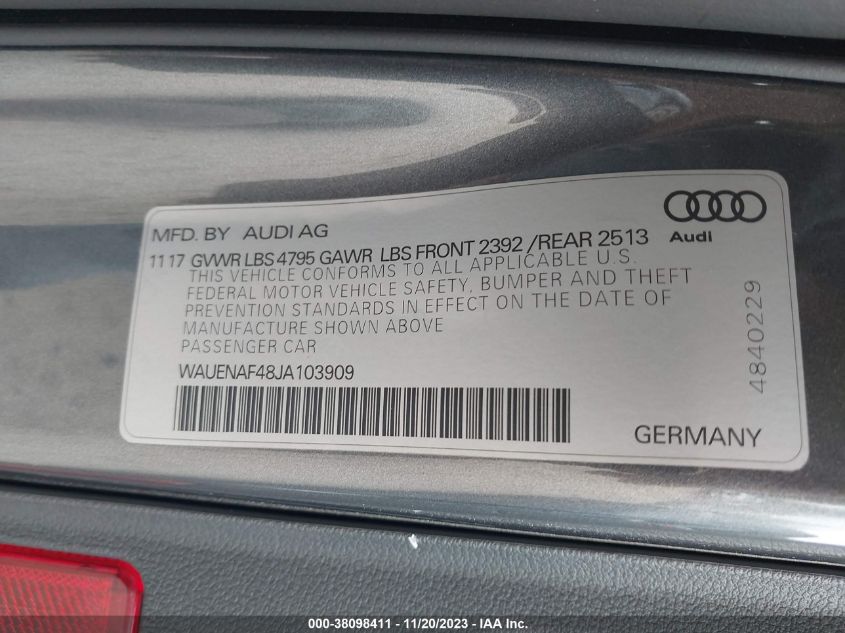 MFD. BY AUDI AG
Audi
11 17 GVWR LBS 4795 GAWR LBS FRONT 2392 /REAR 2513
THIS VEHICLE CONFORMS TO ALL APPLICABLE U.S.
FEDERAL MOTOR VEHICLE SAFETY, BUMPER AND THEFT
PREVENTION STANDARDS IN EFFECT ON THE DATE OF
MANUFACTURE SHOWN ABOVE
PASSENGER CAR
WAUENAF48JA103909
4840229
GERMANY
000-38098411 - 11/20/2023 - IAA Inc.